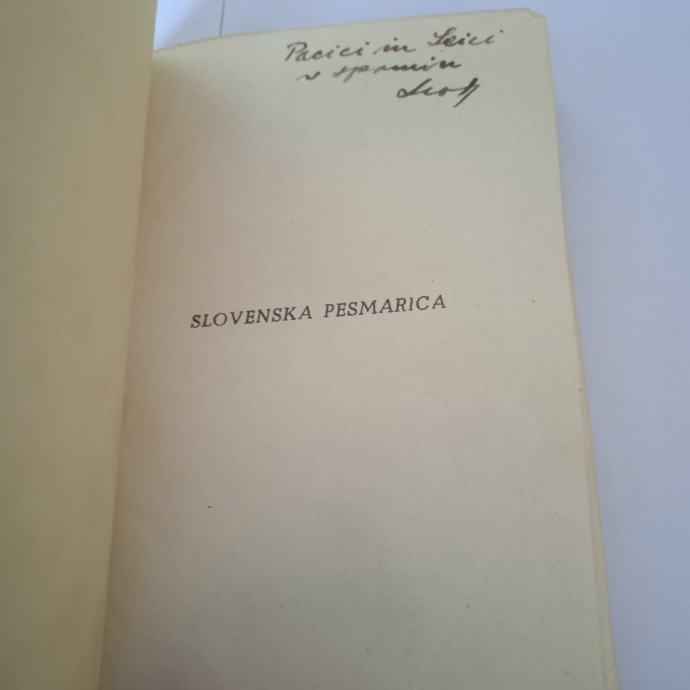 Pacici in Seici
v spomin
SLOVENSKA PESMARICA